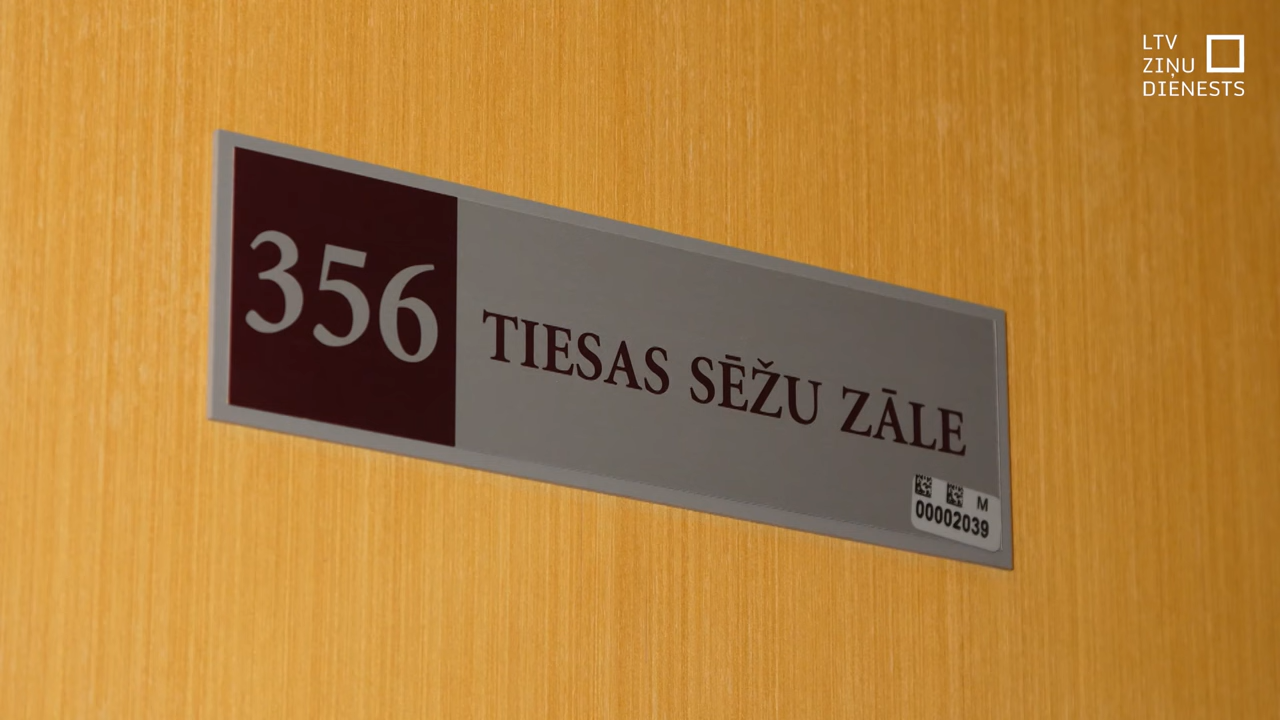 LTV
ZIŅU
DIENESTS
356
TIESAS SĒŽU ZĀLE
M
00002039